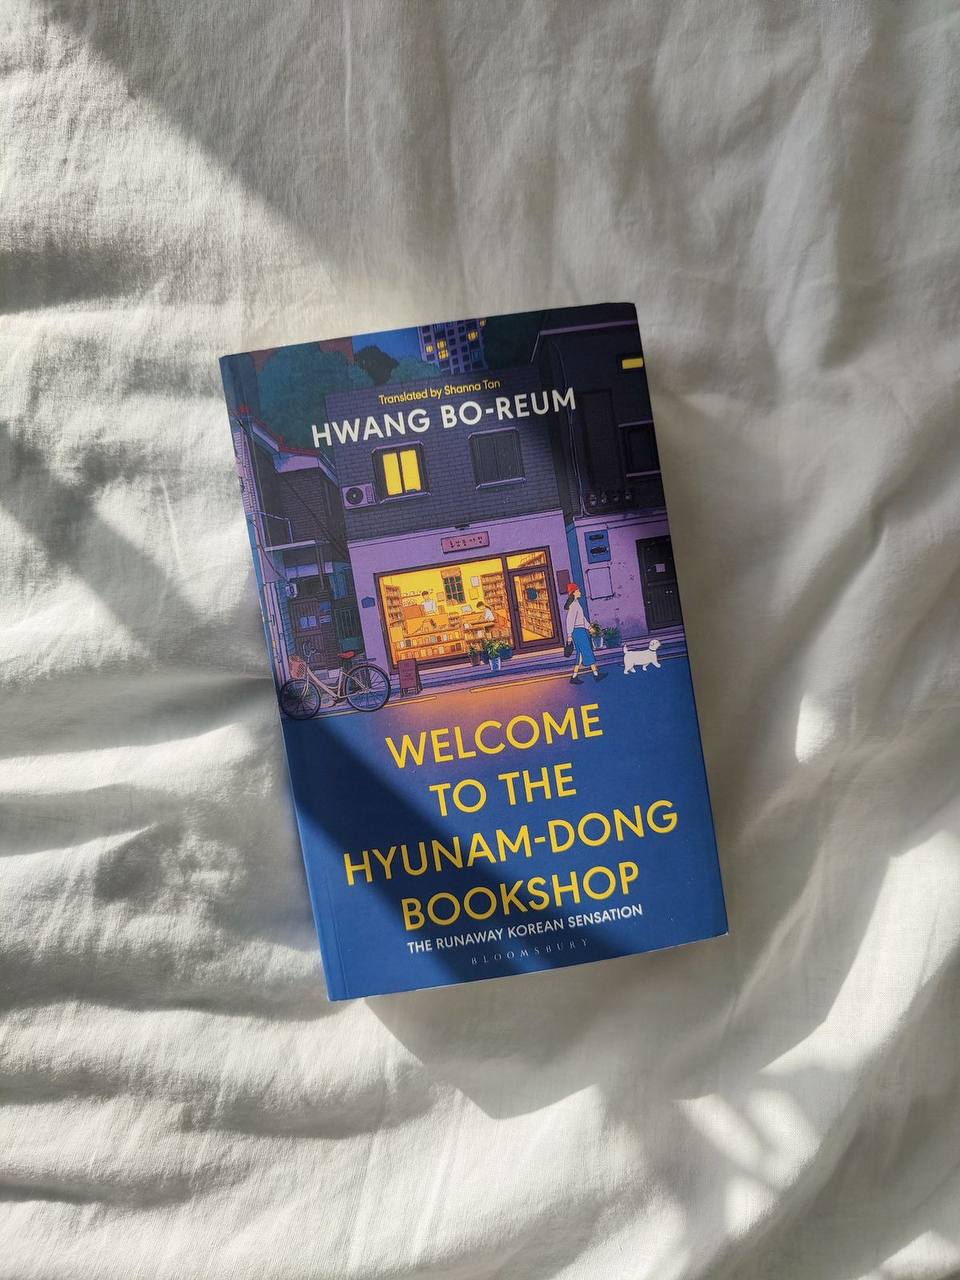 Translated by Shanna Tan
HWANG BO-REUM
WELCOME
TO THE
HYUNAM-DONG
BOOKSHOP
THE RUNAWAY KOREAN SENSATION
BLOOMSBURY